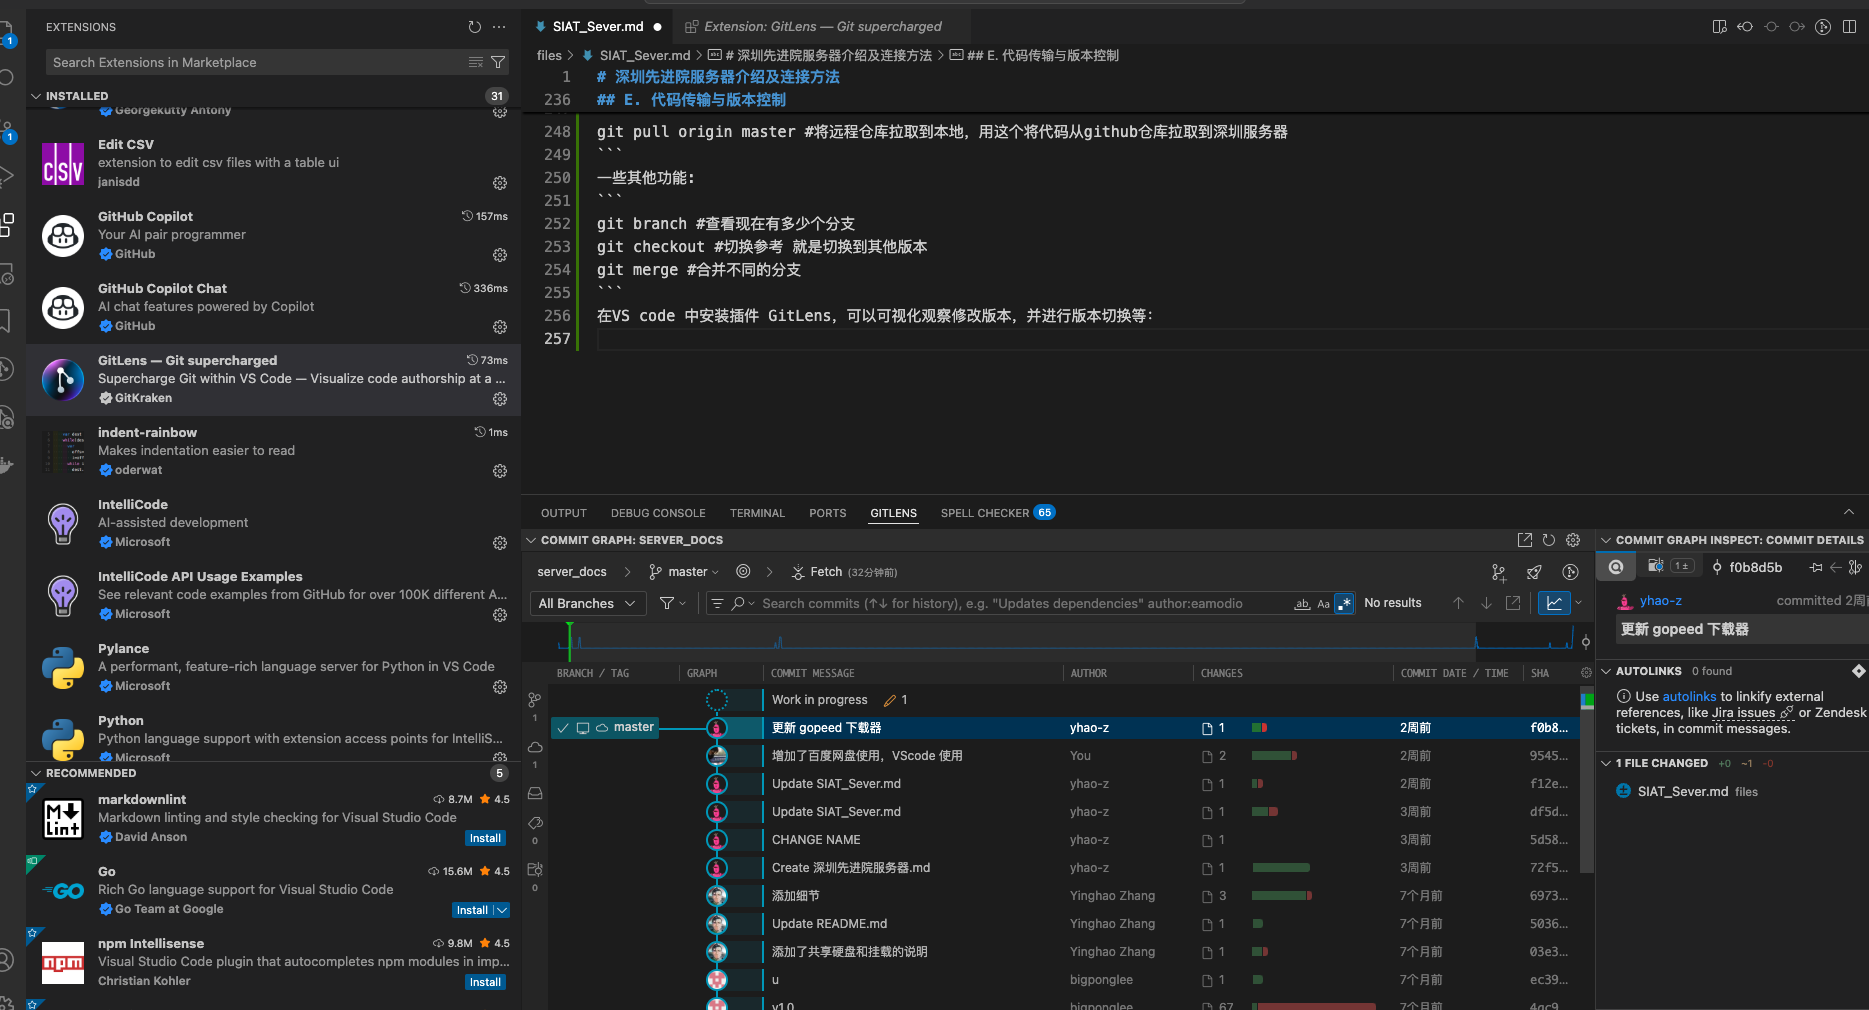 EXTENSIONS
Search Extensions in Marketplace
INSTALLED 31
Georgekutty Antony
Edit CSV
extension to edit csv files with a table ui
janisdd
GitHub Copilot 157ms
Your AI pair programmer
GitHub
GitHub Copilot Chat 336ms
AI chat features powered by Copilot
GitHub
GitLens — Git supercharged 73ms
Supercharge Git within VS Code — Visualize code authorship at a ...
GitKraken
indent-rainbow 1ms
Makes indentation easier to read
oderwat
IntelliCode
AI-assisted development
Microsoft
IntelliCode API Usage Examples
See relevant code examples from GitHub for over 100K different A...
Microsoft
Pylance
A performant, feature-rich language server for Python in VS Code
Microsoft
Python
Python language support with extension access points for IntelliS...
Microsoft
RECOMMENDED 5
markdownlint 8.7M 4.5
Markdown linting and style checking for Visual Studio Code
David Anson Install
Go 15.6M 4.5
Rich Go language support for Visual Studio Code
Go Team at Google Install
npm Intellisense 9.8M 4.5
Visual Studio Code plugin that autocompletes npm modules in imp...
Christian Kohler Install
SIAT_Sever.md Extension: GitLens — Git supercharged
files > SIAT_Sever.md > # 深圳先进院服务器介绍及连接方法 > ## E. 代码传输与版本控制
1 # 深圳先进院服务器介绍及连接方法
236 ## E. 代码传输与版本控制
248 git pull origin master #将远程仓库拉取到本地，用这个将代码从github仓库拉取到深圳服务器
249 ```
250 一些其他功能：
251 ```
252 git branch #查看现在有多少个分支
253 git checkout #切换参考 就是切换到其他版本
254 git merge #合并不同的分支
255 ```
256 在VS code 中安装插件 GitLens，可以可视化观察修改版本，并进行版本切换等：
257
OUTPUT DEBUG CONSOLE TERMINAL PORTS GITLENS SPELL CHECKER 65
COMMIT GRAPH: SERVER_DOCS
server_docs > master > Fetch (32分钟前)
All Branches Search commits (↑↓ for history), e.g. "Updates dependencies" author:eamodio ab Aa .* No results
BRANCH / TAG GRAPH COMMIT MESSAGE AUTHOR CHANGES COMMIT DATE / TIME SHA
Work in progress 1
master 更新 gopeed 下载器 yhao-z 1 2周前 f0b8...
增加了百度网盘使用，VScode 使用 You 2 2周前 9545...
Update SIAT_Sever.md yhao-z 1 2周前 f12e...
Update SIAT_Sever.md yhao-z 1 3周前 df5d...
CHANGE NAME yhao-z 1 3周前 5d58...
Create 深圳先进院服务器.md yhao-z 1 3周前 72f5...
添加细节 Yinghao Zhang 3 7个月前 6973...
Update README.md Yinghao Zhang 1 7个月前 5036...
添加了共享硬盘和挂载的说明 Yinghao Zhang 1 7个月前 03e3...
u bigponglee 1 7个月前 ec39...
v1.0 bigponglee 67 7个月前 4ac9...
COMMIT GRAPH INSPECT: COMMIT DETAILS
1 ± f0b8d5b
yhao-z committed 2周
更新 gopeed 下载器
AUTOLINKS 0 found
Use autolinks to linkify external
references, like Jira issues or Zendesk
tickets, in commit messages.
1 FILE CHANGED +0 ~1 -0
SIAT_Sever.md files